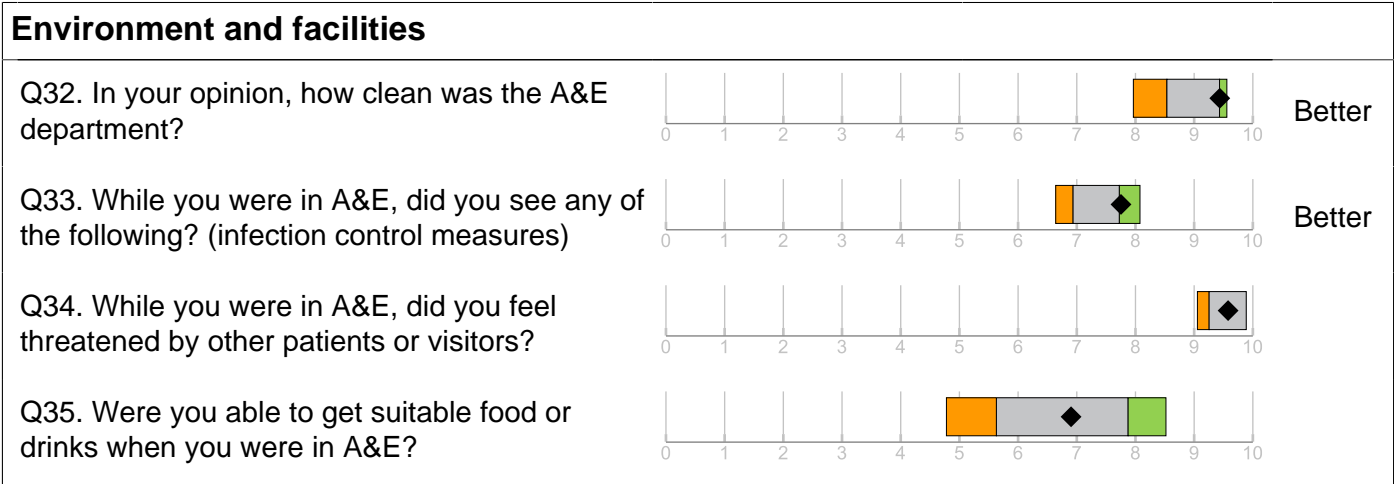 Environment and facilities
Q32. In your opinion, how clean was the A&E
department?
0 1 2 3 4 5 6 7 8 9 10
Better
Q33. While you were in A&E, did you see any of
the following? (infection control measures)
0 1 2 3 4 5 6 7 8 9 10
Better
Q34. While you were in A&E, did you feel
threatened by other patients or visitors?
0 1 2 3 4 5 6 7 8 9 10
Q35. Were you able to get suitable food or
drinks when you were in A&E?
0 1 2 3 4 5 6 7 8 9 10